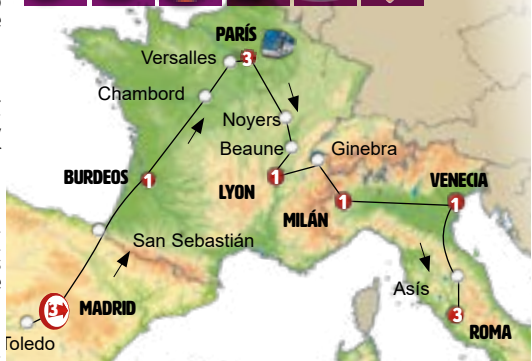 PARÍS
Versalles
3
Chambord
Noyers
Beaune
Ginebra
BURDEOS
1
LYON
1
MILÁN
1
VENECIA
1
San Sebastián
Asís
3
MADRID
3
ROMA
Toledo